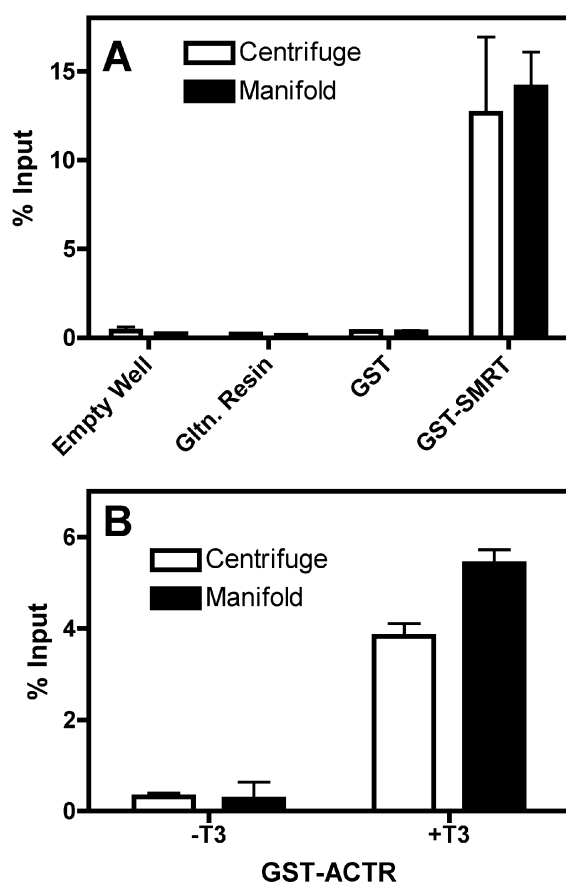 A
Centrifuge
Manifold
% Input
15
10
5
0
Empty Well
Gltn. Resin
GST
GST-SMRT
B
Centrifuge
Manifold
% Input
6
4
2
0
-T3
+T3
GST-ACTR